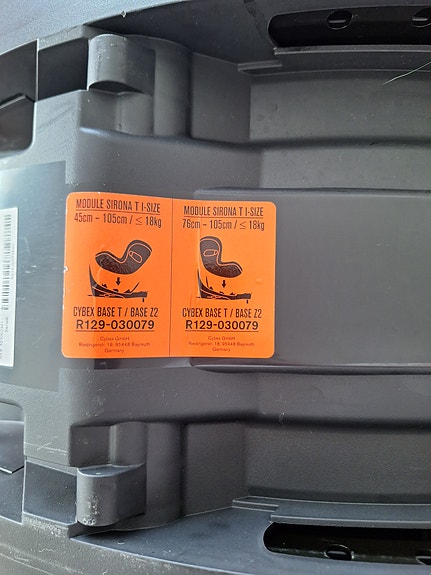 MODULE SIRONA T I-SIZE
45cm – 105cm / ≤ 18kg
CYBEX BASE T / BASE Z2
R129-030079
Cybex GmbH
Riedingerstr. 18, 95448 Bayreuth
Germany
MODULE SIRONA T I-SIZE
76cm – 105cm / ≤ 18kg
CYBEX BASE T / BASE Z2
R129-030079
Cybex GmbH
Riedingerstr. 18, 95448 Bayreuth
Germany